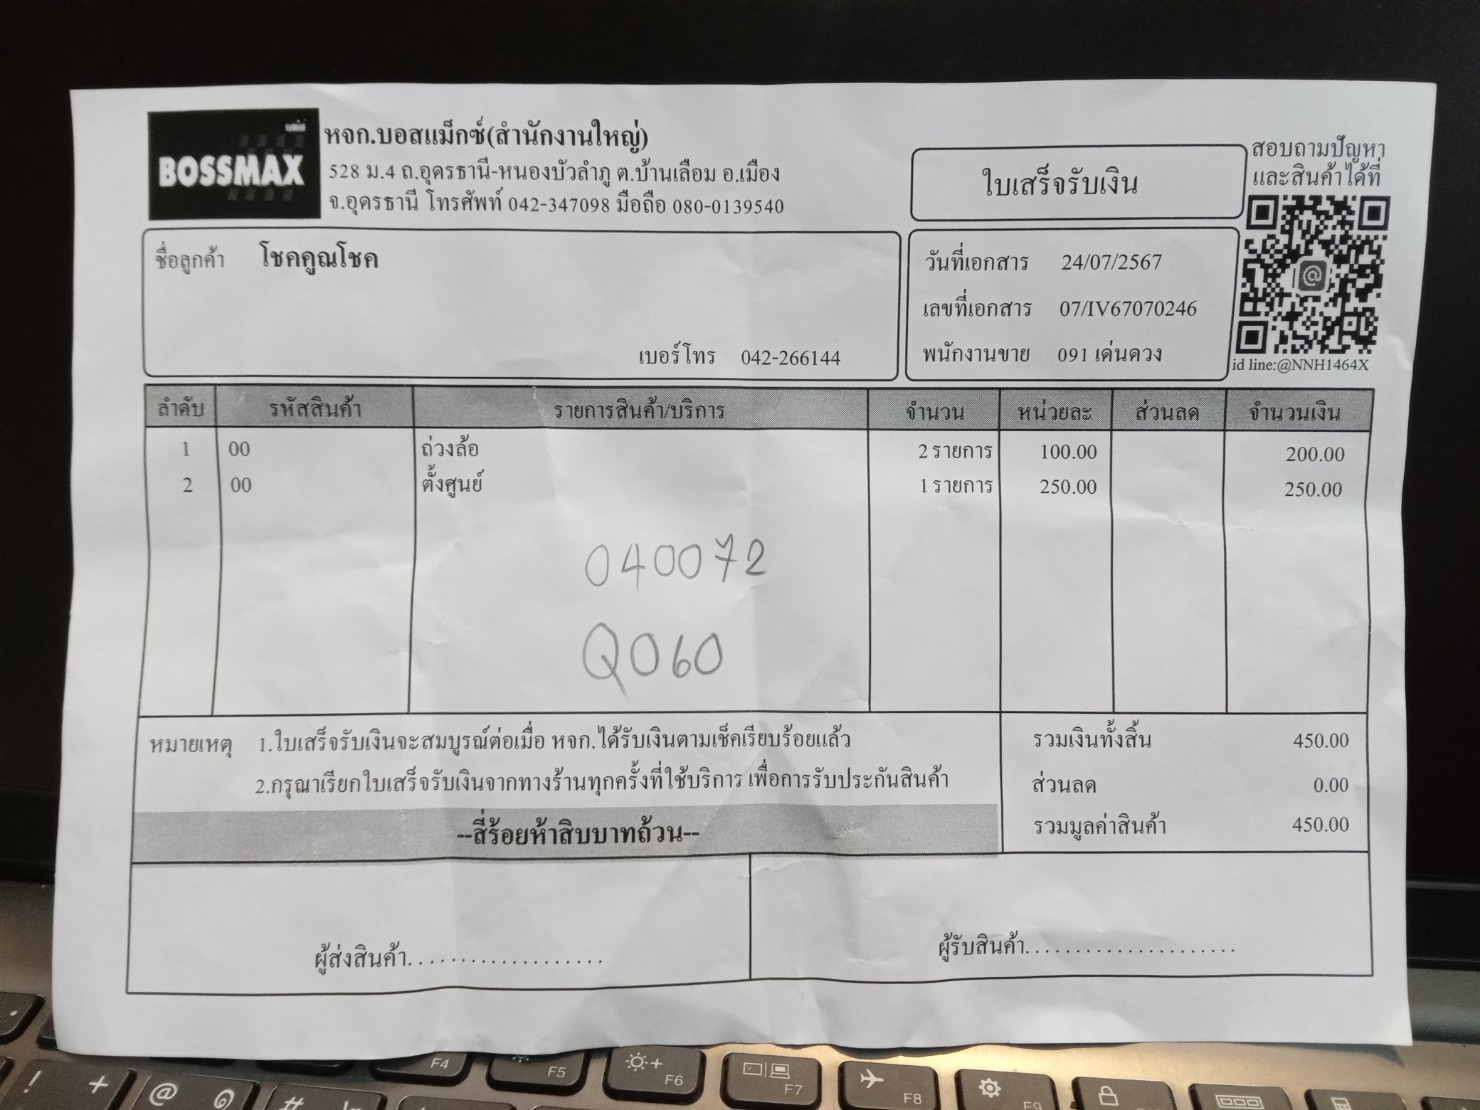 BOSSMAX
หจก.บอสแม็กซ์(สำนักงานใหญ่)
528 ม.4 ถ.อุดรธานี-หนองบัวลำภู ต.บ้านเลื่อม อ.เมือง
จ.อุดรธานี โทรศัพท์ 042-347098 มือถือ 080-0139540
ใบเสร็จรับเงิน
สอบถามปัญหา
และสินค้าได้ที่
id line:@NNH1464X
ชื่อลูกค้า โชคคูณโชค
เบอร์โทร 042-266144
วันที่เอกสาร 24/07/2567
เลขที่เอกสาร 07/IV67070246
พนักงานขาย 091 เด่นดวง
ลำดับ รหัสสินค้า รายการสินค้า/บริการ จำนวน หน่วยละ ส่วนลด จำนวนเงิน
1 00 ถ่วงล้อ 2 รายการ 100.00 200.00
2 00 ตั้งศูนย์ 1 รายการ 250.00 250.00
040072
Q060
หมายเหตุ 1.ใบเสร็จรับเงินจะสมบูรณ์ต่อเมื่อ หจก.ได้รับเงินตามเช็คเรียบร้อยแล้ว
2.กรุณาเรียกใบเสร็จรับเงินจากทางร้านทุกครั้งที่ใช้บริการ เพื่อการรับประกันสินค้า
--สี่ร้อยห้าสิบบาทถ้วน--
รวมเงินทั้งสิ้น 450.00
ส่วนลด 0.00
รวมมูลค่าสินค้า 450.00
ผู้ส่งสินค้า...................
ผู้รับสินค้า.....................
F4 F5 F6 F7 F8 F9
! + @ ๑ #